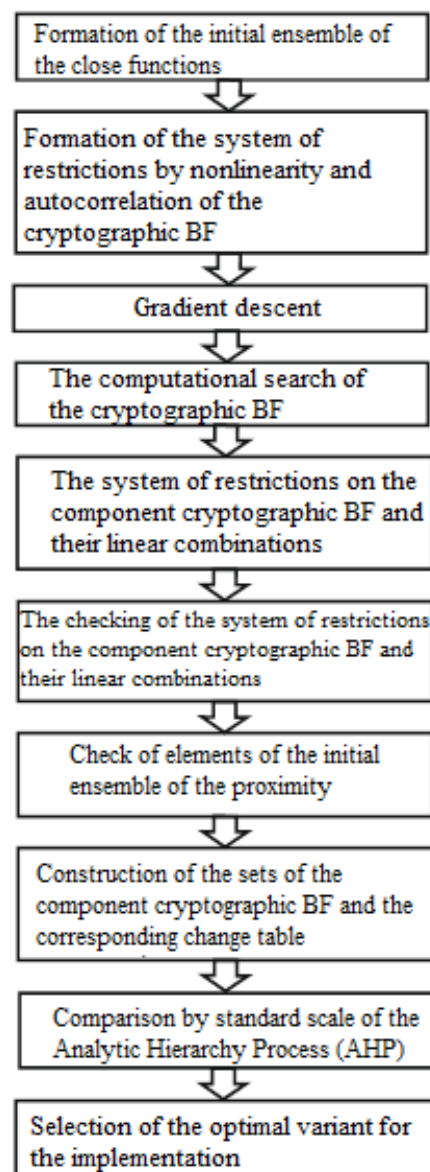 Formation of the initial ensemble of
the close functions
Formation of the system of
restrictions by nonlinearity and
autocorrelation of the
cryptographic BF
Gradient descent
The computational search of
the cryptographic BF
The system of restrictions on the
component cryptographic BF and
their linear combinations
The checking of the system of restrictions
on the component cryptographic BF and
their linear combinations
Check of elements of the initial
ensemble of the proximity
Construction of the sets of the
component cryptographic BF and the
corresponding change table
Comparison by standard scale of the
Analytic Hierarchy Process (AHP)
Selection of the optimal variant for
the implementation